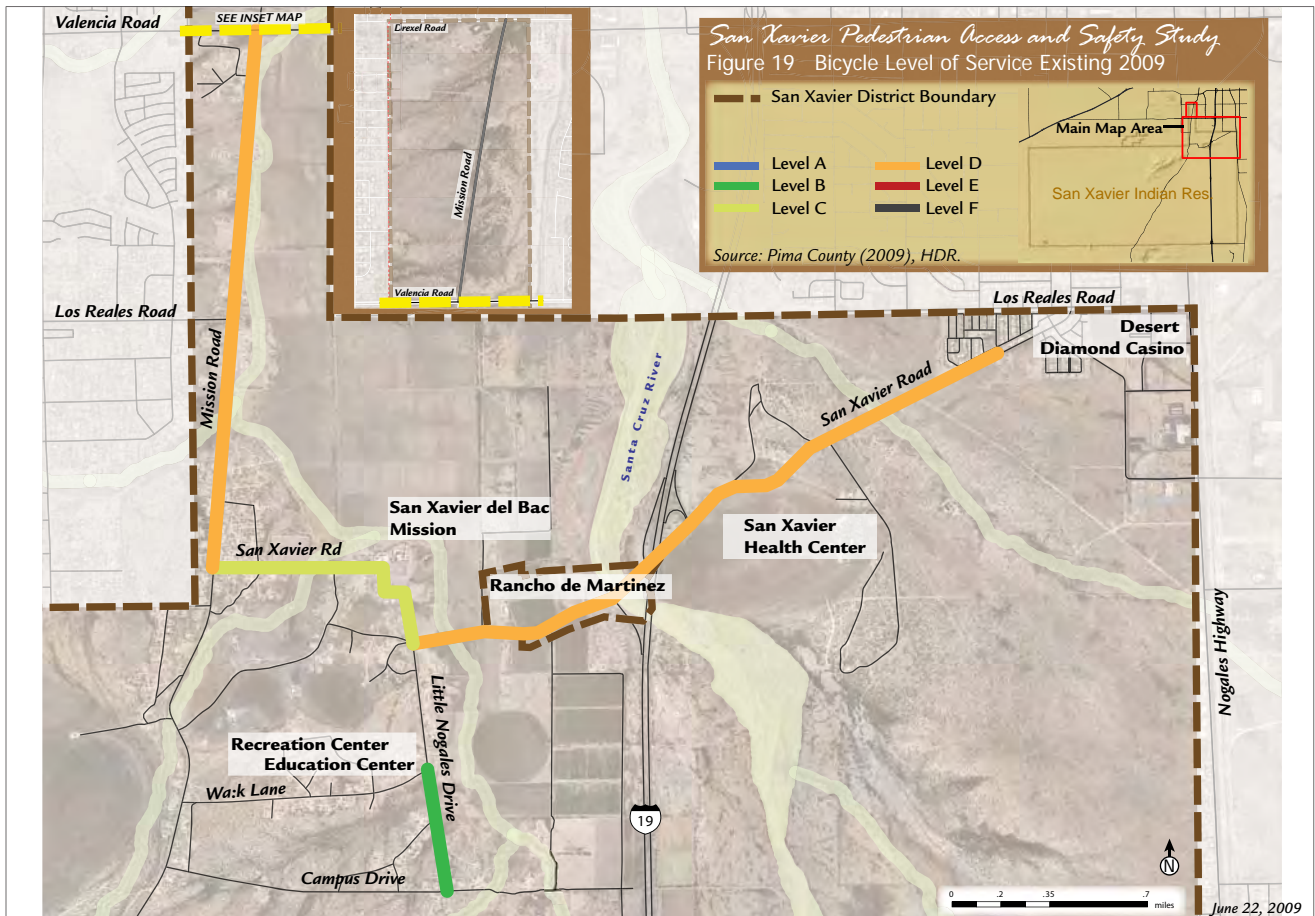 Valencia Road
SEE INSET MAP
Drexel Road
Mission Road
Valencia Road
San Xavier Pedestrian Access and Safety Study
Figure 19 Bicycle Level of Service Existing 2009
San Xavier District Boundary
Level A
Level B
Level C
Level D
Level E
Level F
Main Map Area
San Xavier Indian Res
Source: Pima County (2009), HDR.
Los Reales Road
Mission Road
Los Reales Road
Desert
Diamond Casino
San Xavier Road
Santa Cruz River
San Xavier del Bac
Mission
San Xavier
Health Center
San Xavier Rd
Rancho de Martinez
Nogales Highway
Little Nogales Drive
Recreation Center
Education Center
Wa:k Lane
19
Campus Drive
N
0 .2 .35 .7
miles
June 22, 2009